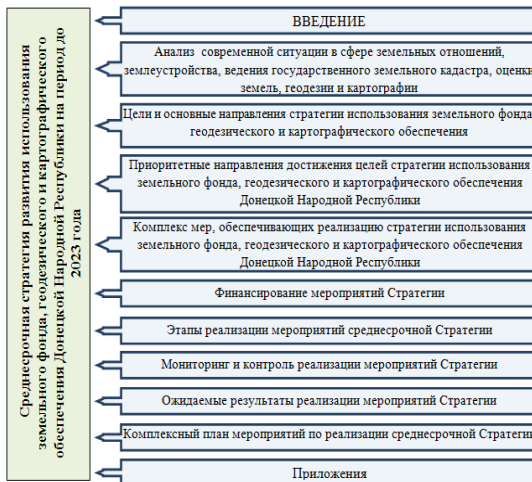 Среднесрочная стратегия развития использования
земельного фонда, геодезического и картографического
обеспечения Донецкой Народной Республики на период до
2023 года
ВВЕДЕНИЕ
Анализ современной ситуации в сфере земельных отношений,
землеустройства, ведения государственного земельного кадастра, оценки
земель, геодезии и картографии
Цели и основные направления стратегии использования земельного фонда,
геодезического и картографического обеспечения
Приоритетные направления достижения целей стратегии использования
земельного фонда, геодезического и картографического обеспечения
Донецкой Народной Республики
Комплекс мер, обеспечивающих реализацию стратегии использования
земельного фонда, геодезического и картографического обеспечения
Донецкой Народной Республики
Финансирование мероприятий Стратегии
Этапы реализации мероприятий среднесрочной Стратегии
Мониторинг и контроль реализации мероприятий Стратегии
Ожидаемые результаты реализации мероприятий Стратегии
Комплексный план мероприятий по реализации среднесрочной Стратегии
Приложения